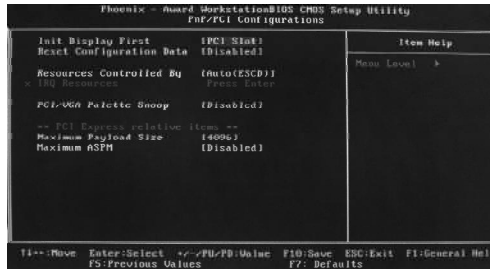 Phoenix - Award WorkstationBIOS CMOS Setup Utility
PnP/PCI Configurations
Init Display First [PCI Slot]
Reset Configuration Data [Disabled]
Resources Controlled By [Auto(ESCD)]
x IRQ Resources Press Enter
PCI/VGA Palette Snoop [Disabled]
** PCI Express relative items **
Maximum Payload Size [4096]
Maximum ASPM [Disabled]
Item Help
Menu Level
↑↓←→:Move Enter:Select +/-/PU/PD:Value F10:Save ESC:Exit F1:General Hel
F5:Previous Values F7: Defaults